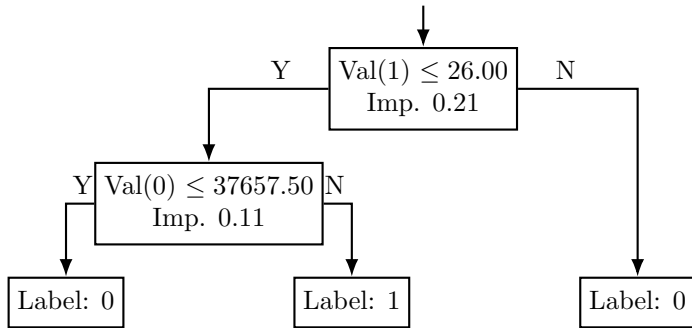 Y
Val(1) ≤ 26.00
Imp. 0.21
N
Y
Val(0) ≤ 37657.50
Imp. 0.11
N
Label: 0
Label: 1
Label: 0